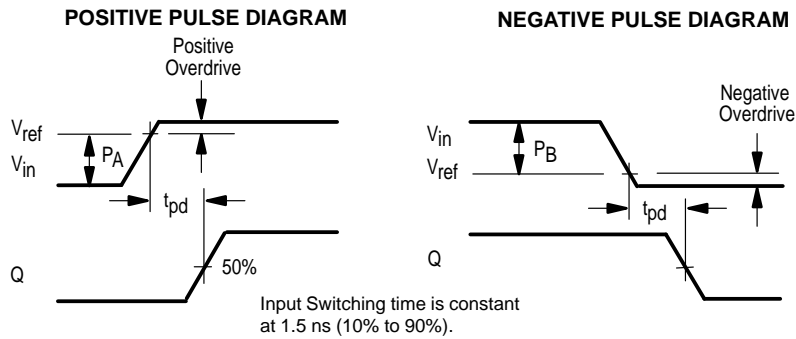 POSITIVE PULSE DIAGRAM
Positive
Overdrive
Vref
Vin
PA
tpd
Q
50%
NEGATIVE PULSE DIAGRAM
Negative
Overdrive
Vin
Vref
PB
tpd
Q
Input Switching time is constant
at 1.5 ns (10% to 90%).